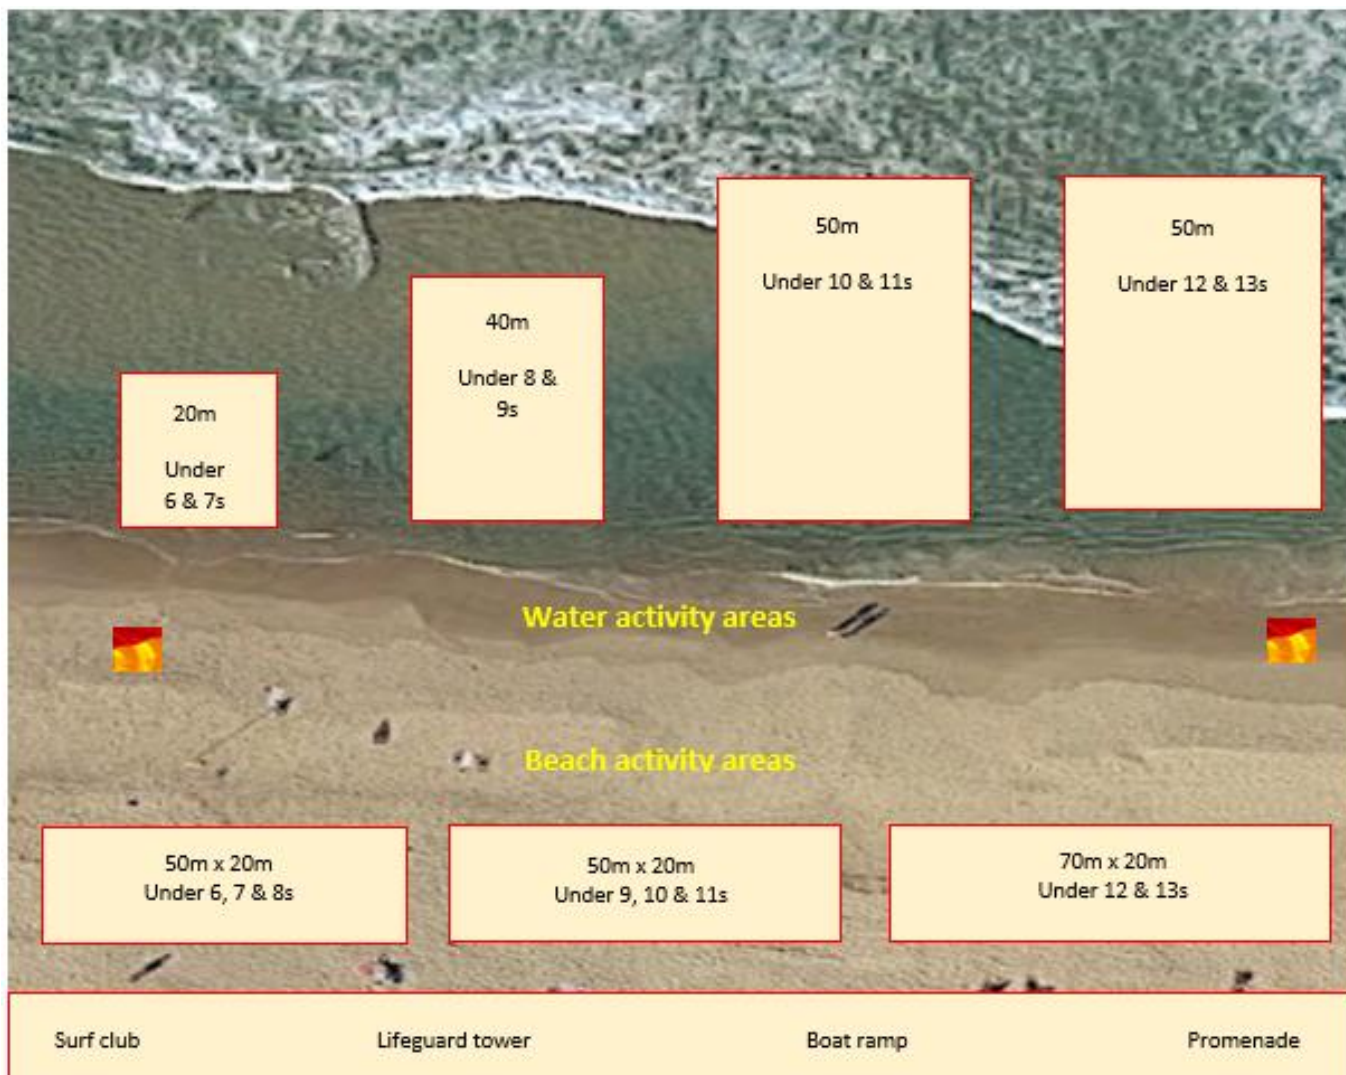 20m
Under
6 & 7s
40m
Under 8 &
9s
50m
Under 10 & 11s
50m
Under 12 & 13s
Water activity areas
Beach activity areas
50m x 20m
Under 6, 7 & 8s
50m x 20m
Under 9, 10 & 11s
70m x 20m
Under 12 & 13s
Surf club
Lifeguard tower
Boat ramp
Promenade